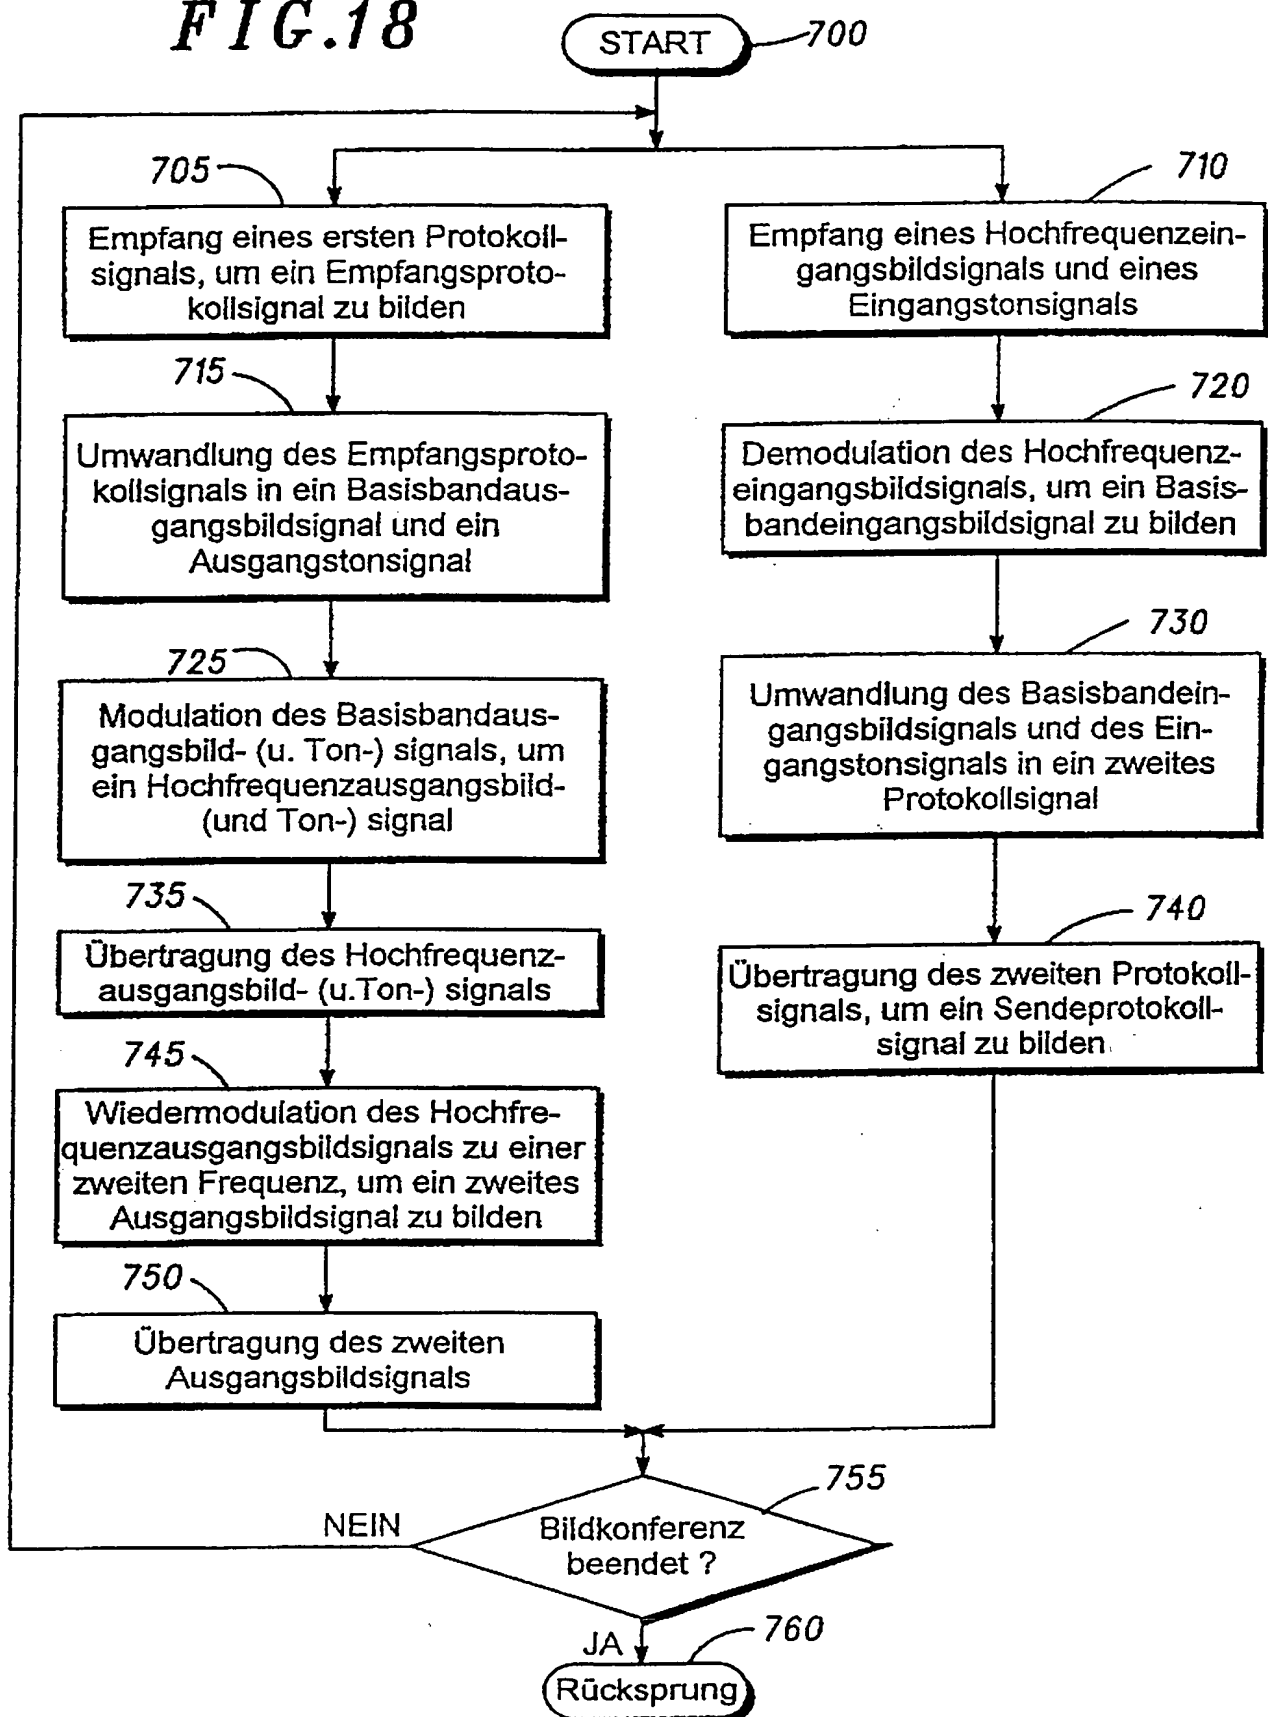 FIG.18
START
700
705
Empfang eines ersten Protokoll-
signals, um ein Empfangsproto-
kollsignal zu bilden
710
Empfang eines Hochfrequenzein-
gangsbildsignals und eines
Eingangstonsignals
715
Umwandlung des Empfangsproto-
kollsignals in ein Basisbandaus-
gangsbildsignal und ein
Ausgangstonsignal
720
Demodulation des Hochfrequenz-
eingangsbildsignals, um ein Basis-
bandeingangsbildsignal zu bilden
725
Modulation des Basisbandaus-
gangsbild- (u. Ton-) signals, um
ein Hochfrequenzausgangsbild-
(und Ton-) signal
730
Umwandlung des Basisbandein-
gangsbildsignals und des Ein-
gangstonsignals in ein zweites
Protokollsignal
735
Übertragung des Hochfrequenz-
ausgangsbild- (u.Ton-) signals
740
Übertragung des zweiten Protokoll-
signals, um ein Sendeprotokoll-
signal zu bilden
745
Wiedermodulation des Hochfre-
quenzausgangsbildsignals zu einer
zweiten Frequenz, um ein zweites
Ausgangsbildsignal zu bilden
750
Übertragung des zweiten
Ausgangsbildsignals
755
NEIN
Bildkonferenz
beendet ?
JA
760
Rücksprung